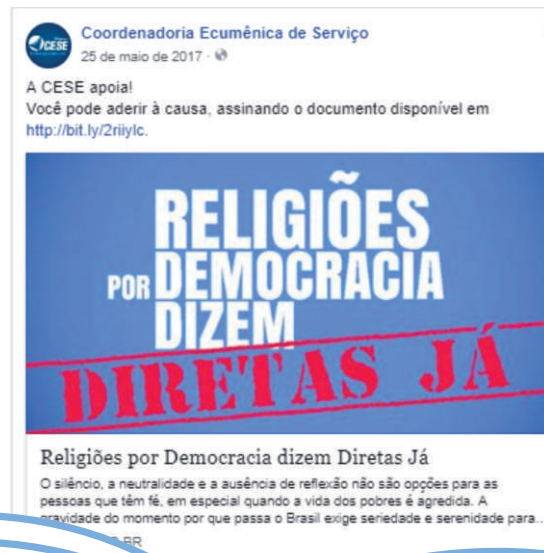 CESE
Coordenadoria Ecumênica de Serviço
25 de maio de 2017 ·
A CESE apoia!
Você pode aderir à causa, assinando o documento disponível em
http://bit.ly/2riiylc.
RELIGIÕES
POR DEMOCRACIA
DIZEM
DIRETAS JÁ
Religiões por Democracia dizem Diretas Já
O silêncio, a neutralidade e a ausência de reflexão não são opções para as
pessoas que têm fé, em especial quando a vida dos pobres é agredida. A
gravidade do momento por que passa o Brasil exige seriedade e serenidade para...
BR